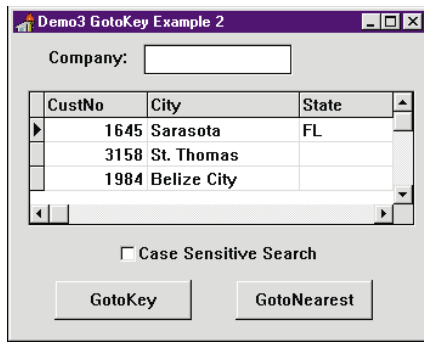 Demo3 GotoKey Example 2
Company:
CustNo City State
1645 Sarasota FL
3158 St. Thomas
1984 Belize City
Case Sensitive Search
GotoKey GotoNearest